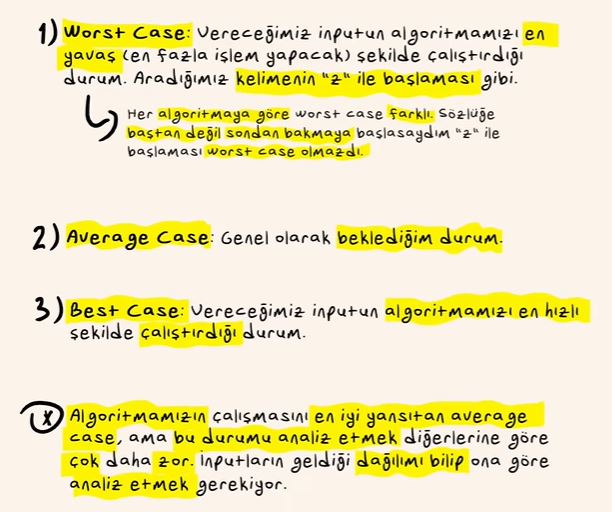 1) Worst Case: Vereceğimiz inputun algoritmamızı en
yavaş (en fazla işlem yapacak) şekilde çalıştırdığı
durum. Aradığımız kelimenin "z" ile başlaması gibi.
Her algoritmaya göre worst case farklı. Sözlüğe
baştan değil sondan bakmaya başlasaydım "z" ile
başlaması worst case olmazdı.
2) Average Case: Genel olarak beklediğim durum.
3) Best Case: Vereceğimiz inputun algoritmamızı en hızlı
şekilde çalıştırdığı durum.
* Algoritmamızın çalışmasını en iyi yansıtan average
case, ama bu durumu analiz etmek diğerlerine göre
çok daha zor. İnputların geldiği dağılımı bilip ona göre
analiz etmek gerekiyor.